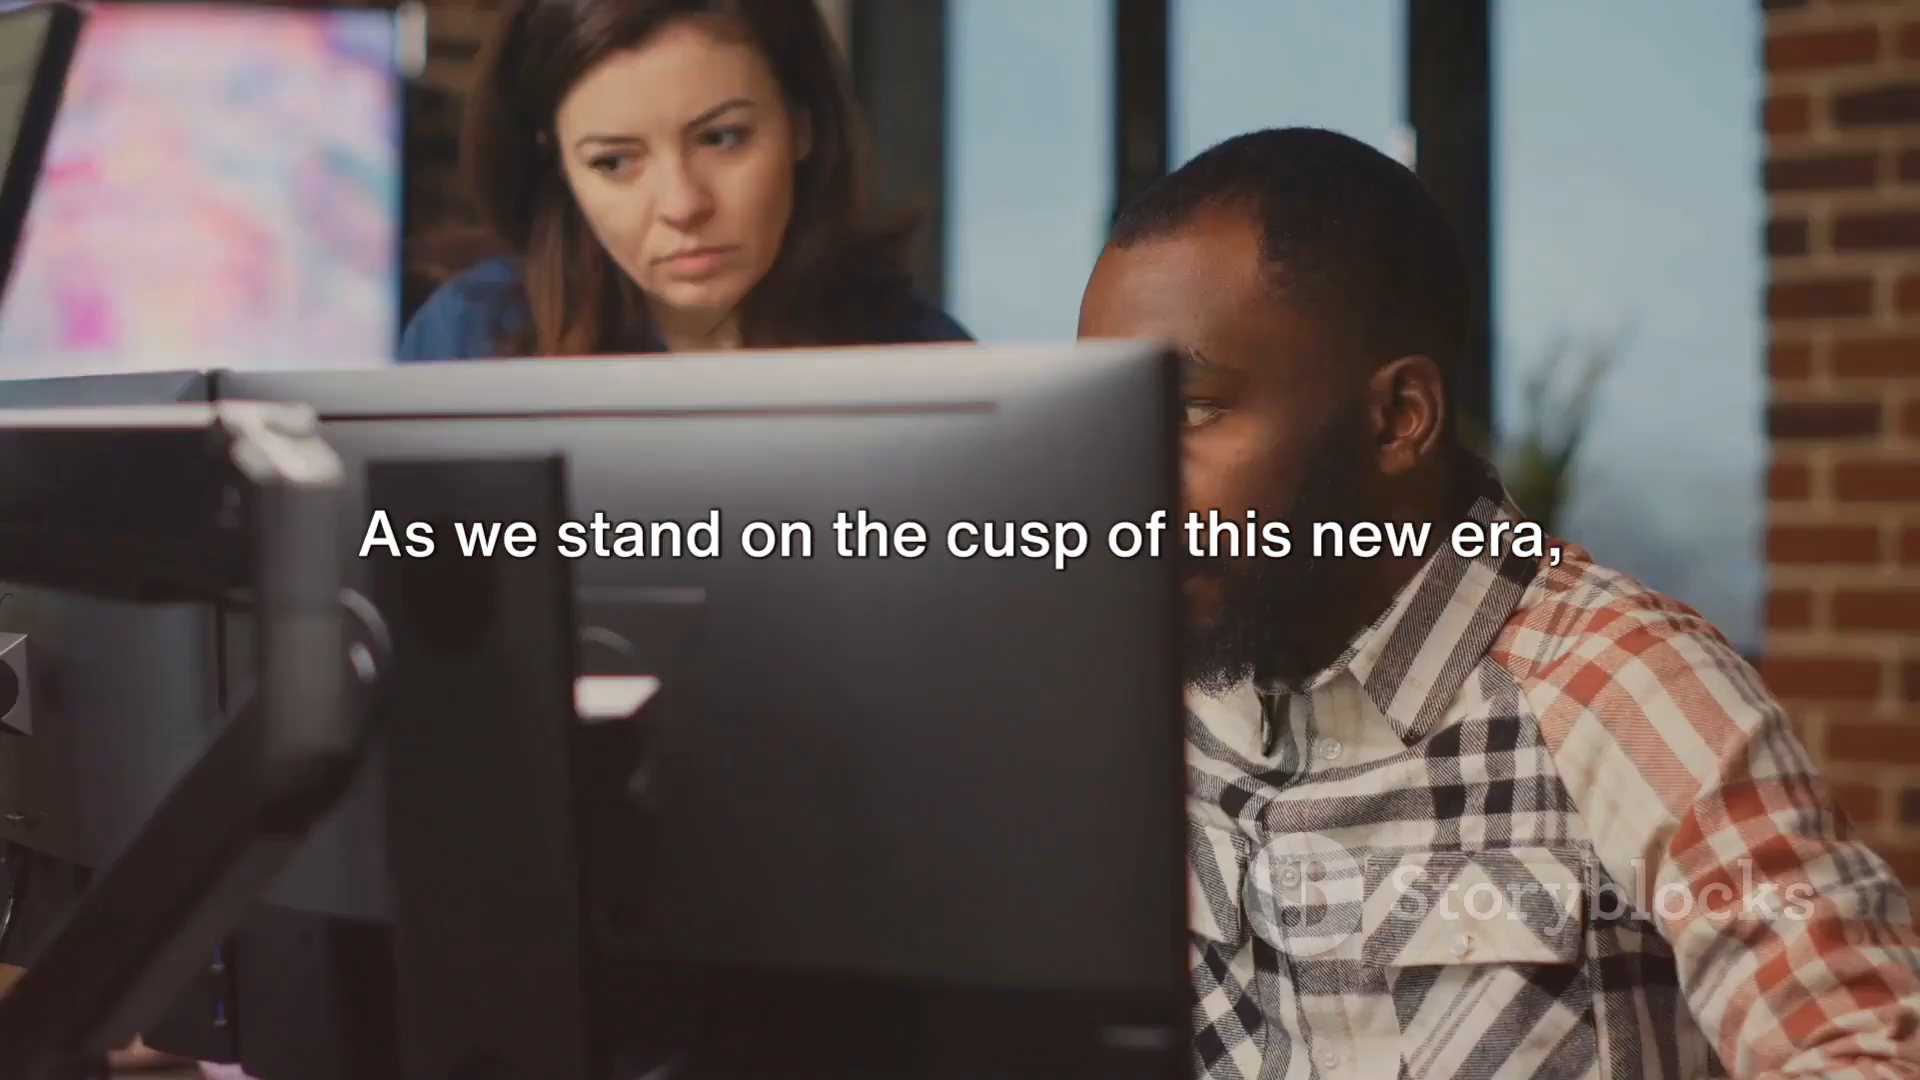 As we stand on the cusp of this new era,
Storyblocks